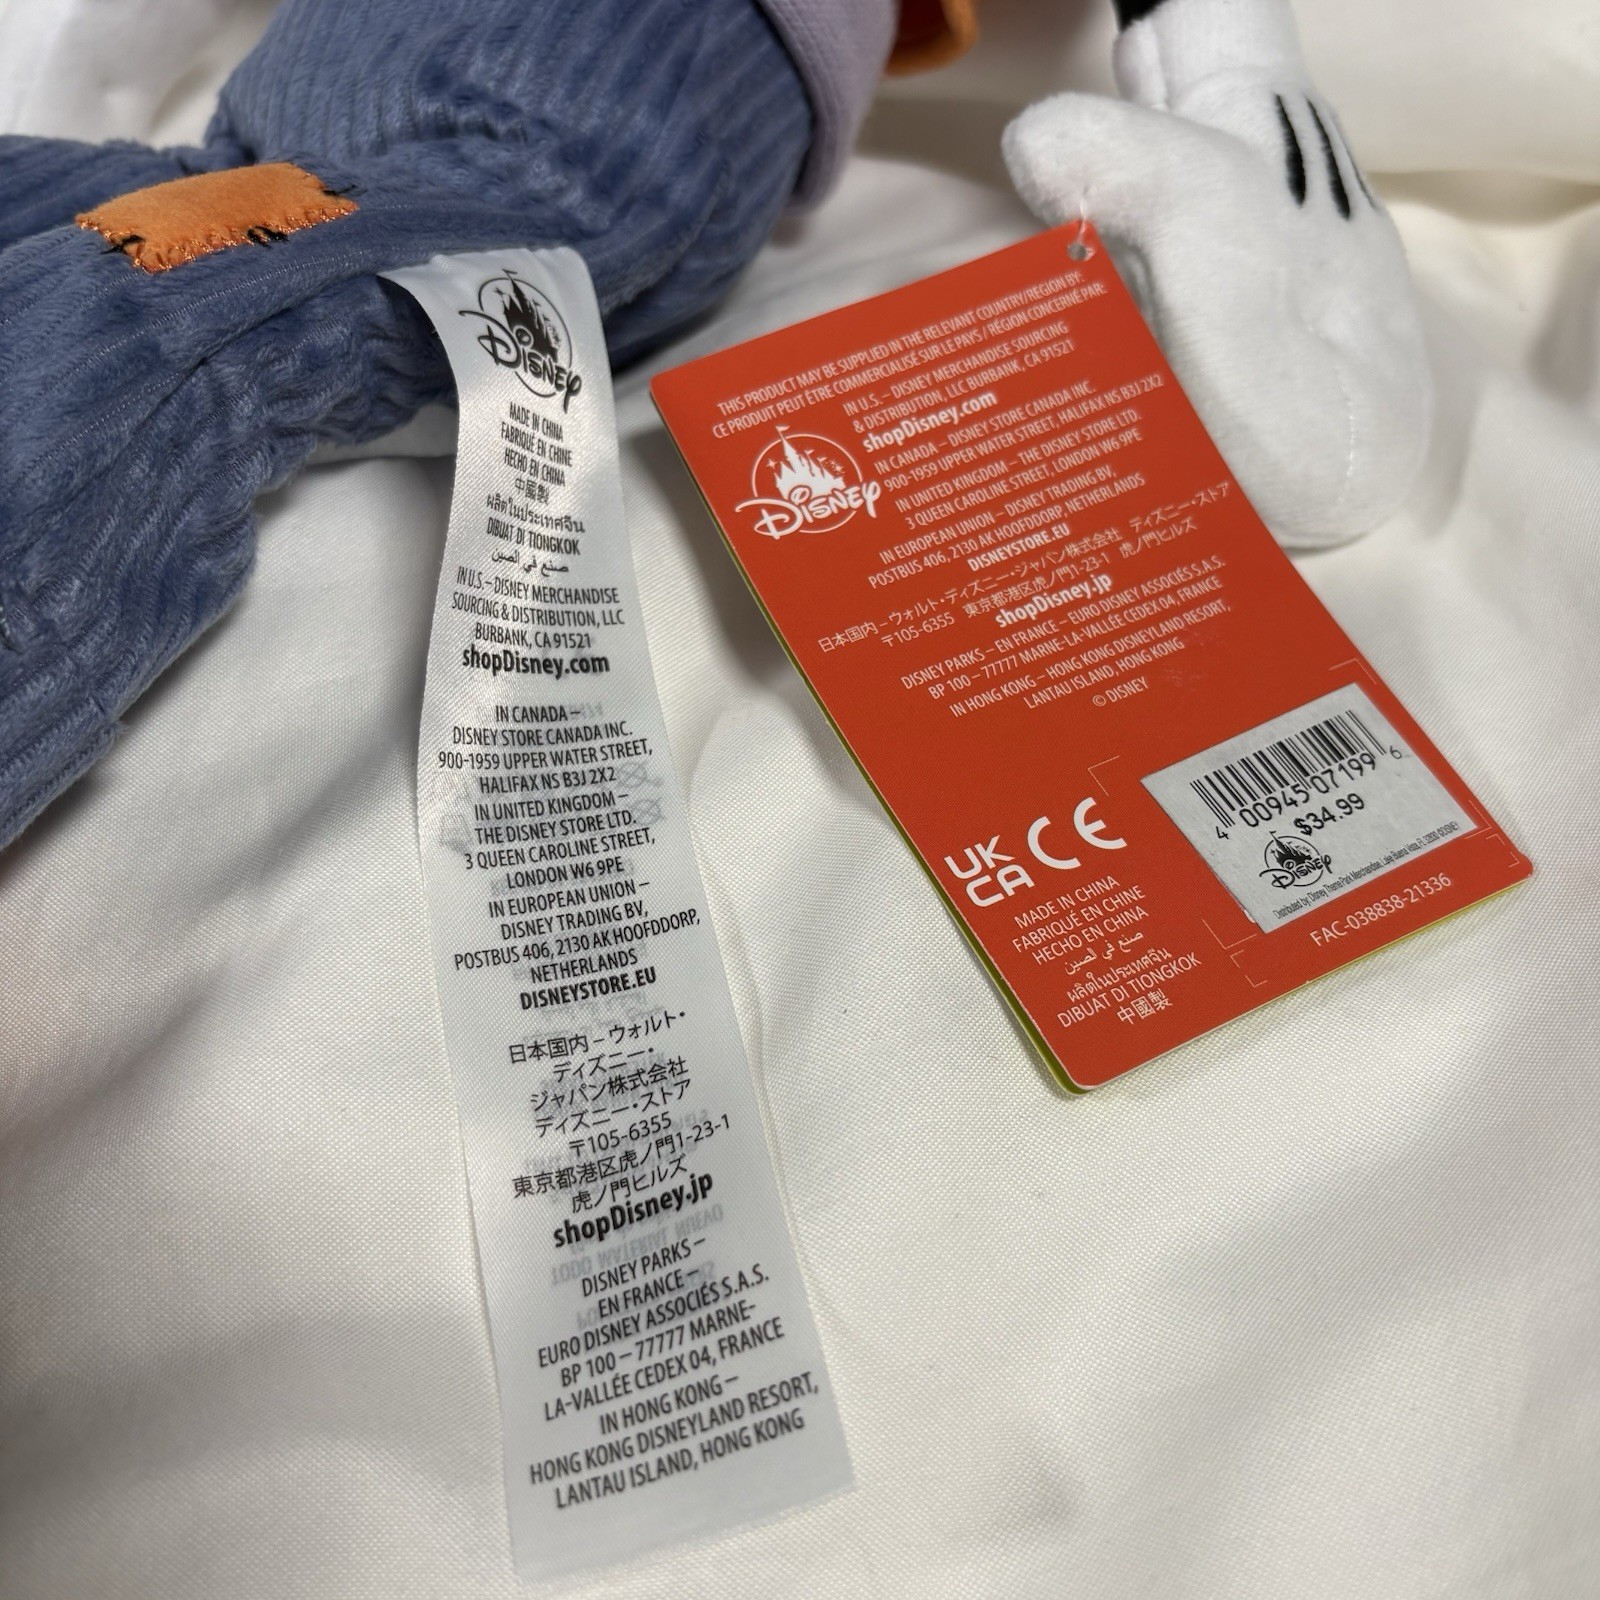 Disney
MADE IN CHINA
FABRIQUÉ EN CHINE
HECHO EN CHINA
中國製
ผลิตในประเทศจีน
DIBUAT DI TIONGKOK
صنع في الصين
IN U.S. – DISNEY MERCHANDISE
SOURCING & DISTRIBUTION, LLC
BURBANK, CA 91521
shopDisney.com
IN CANADA –
DISNEY STORE CANADA INC.
900-1959 UPPER WATER STREET,
HALIFAX NS B3J 2X2
IN UNITED KINGDOM –
THE DISNEY STORE LTD.
3 QUEEN CAROLINE STREET,
LONDON W6 9PE
IN EUROPEAN UNION –
DISNEY TRADING BV,
POSTBUS 406, 2130 AK HOOFDDORP,
NETHERLANDS
DISNEYSTORE.EU
日本国内 – ウォルト・
ディズニー・
ジャパン株式会社
ディズニー・ストア
〒105-6355
東京都港区虎ノ門1-23-1
虎ノ門ヒルズ
shopDisney.jp
DISNEY PARKS –
EN FRANCE –
EURO DISNEY ASSOCIÉS S.A.S.
BP 100 – 77777 MARNE-
LA-VALLÉE CEDEX 04, FRANCE
IN HONG KONG –
HONG KONG DISNEYLAND RESORT,
LANTAU ISLAND, HONG KONG
THIS PRODUCT MAY BE SUPPLIED IN THE RELEVANT COUNTRY/REGION BY:
CE PRODUIT PEUT ÊTRE COMMERCIALISÉ SUR LE PAYS / RÉGION CONCERNÉ PAR:
IN U.S. – DISNEY MERCHANDISE SOURCING
& DISTRIBUTION, LLC BURBANK, CA 91521
shopDisney.com
IN CANADA – DISNEY STORE CANADA INC.
900-1959 UPPER WATER STREET, HALIFAX NS B3J 2X2
IN UNITED KINGDOM – THE DISNEY STORE LTD.
3 QUEEN CAROLINE STREET, LONDON W6 9PE
IN EUROPEAN UNION – DISNEY TRADING BV,
POSTBUS 406, 2130 AK HOOFDDORP, NETHERLANDS
DISNEYSTORE.EU
日本国内 – ウォルト・ディズニー・ジャパン株式会社 ディズニー・ストア
〒105-6355 東京都港区虎ノ門1-23-1 虎ノ門ヒルズ
shopDisney.jp
DISNEY PARKS – EN FRANCE – EURO DISNEY ASSOCIÉS S.A.S.
BP 100 – 77777 MARNE-LA-VALLÉE CEDEX 04, FRANCE
IN HONG KONG – HONG KONG DISNEYLAND RESORT,
LANTAU ISLAND, HONG KONG
© DISNEY
Disney
UK
CA
CE
MADE IN CHINA
FABRIQUÉ EN CHINE
HECHO EN CHINA
صنع في الصين
ผลิตในประเทศจีน
DIBUAT DI TIONGKOK
中國製
4 00945 07199 6
$34.99
Disney
Distributed by Disney Theme Park Merchandise, Lake Buena Vista, FL 32830 ©DISNEY
FAC-038838-21336